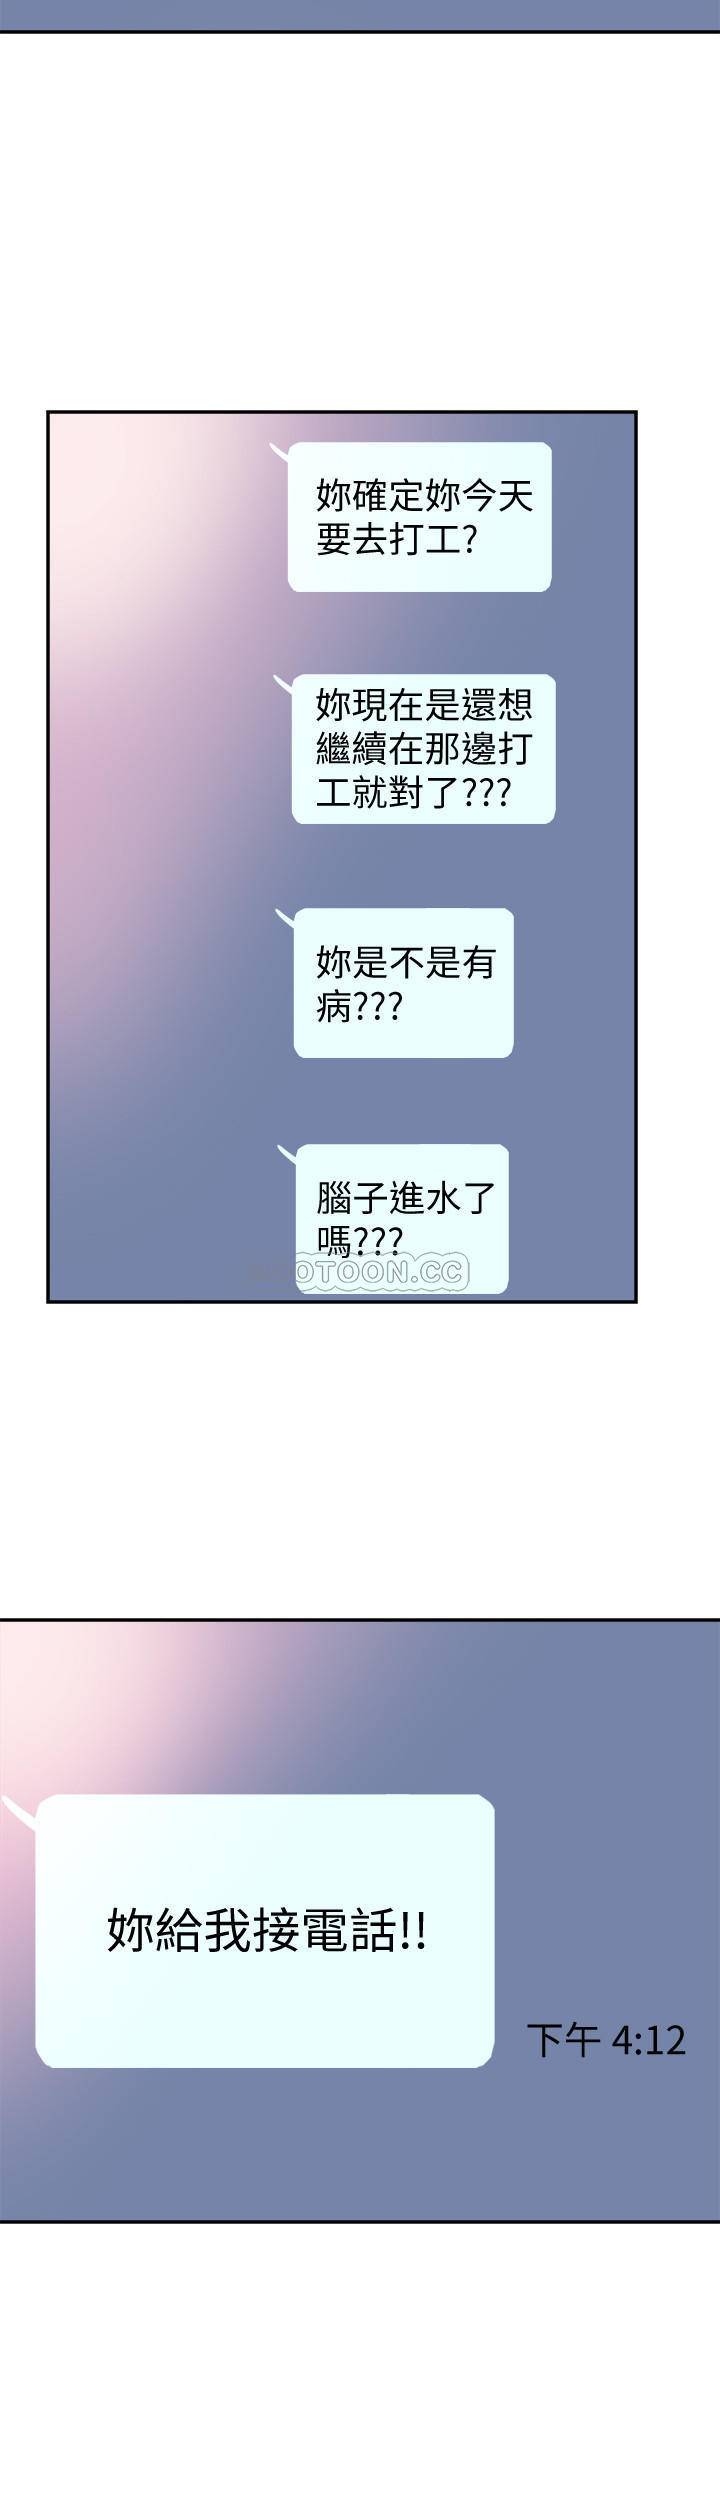 妳確定妳今天
要去打工?
妳現在是還想
繼續在那邊打
工就對了???
妳是不是有
病???
腦子進水了
嗎???
TOON.CC
妳給我接電話!!
下午 4:12